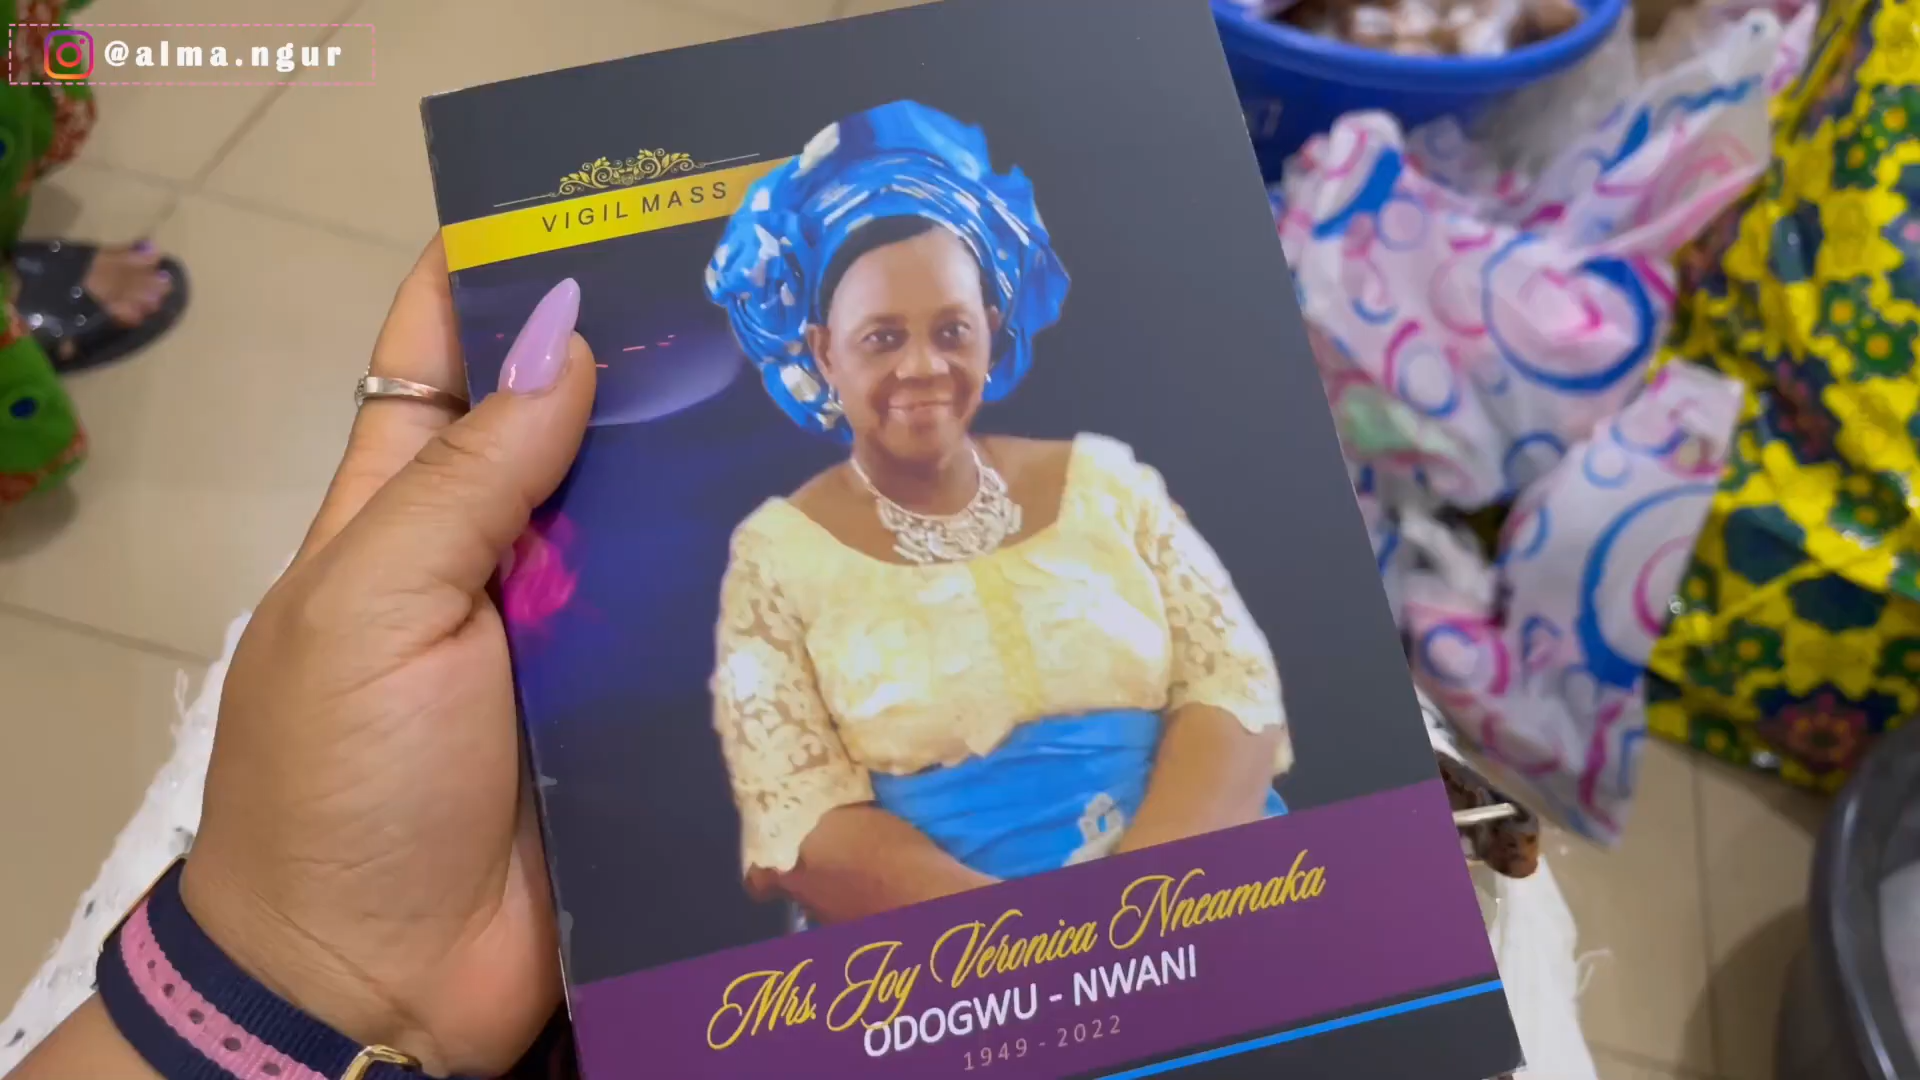 @alma.ngur
VIGIL MASS
Mrs. Joy Veronica Nneamaka
ODOGWU - NWANI
1949 - 2022